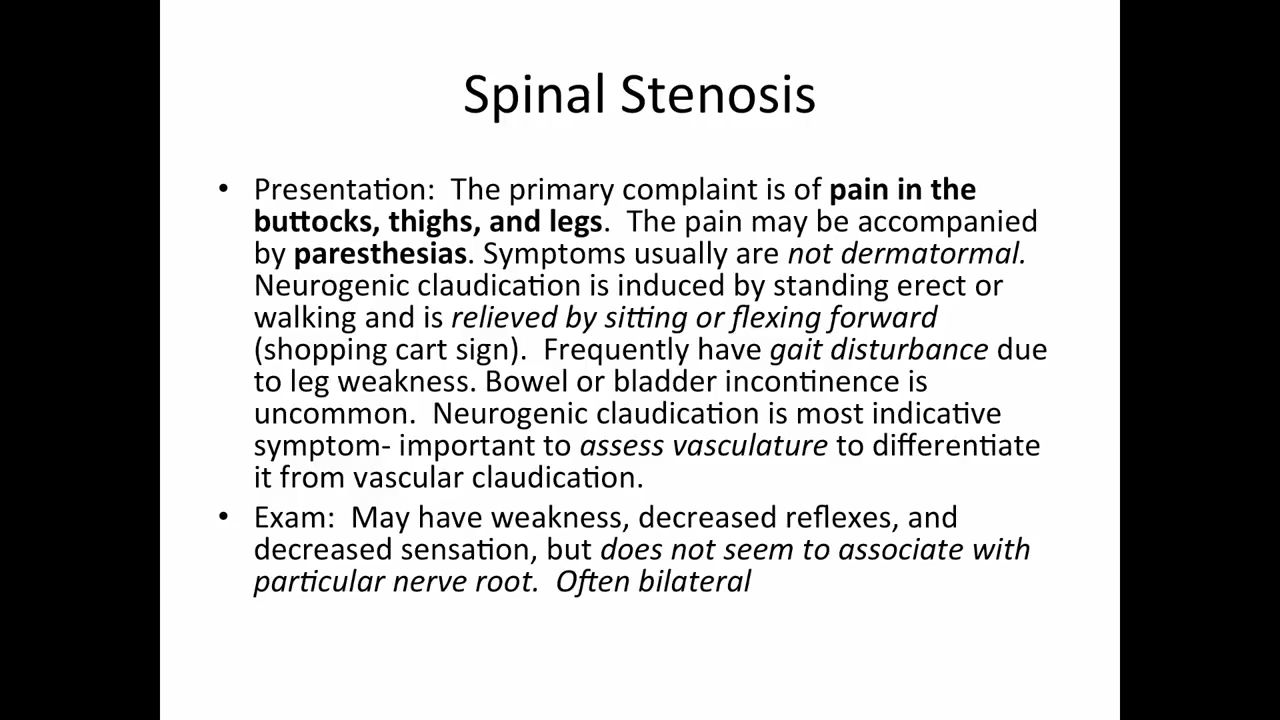 Spinal Stenosis
• Presentation:  The primary complaint is of pain in the
buttocks, thighs, and legs.  The pain may be accompanied
by paresthesias. Symptoms usually are not dermatormal.
Neurogenic claudication is induced by standing erect or
walking and is relieved by sitting or flexing forward
(shopping cart sign).  Frequently have gait disturbance due
to leg weakness. Bowel or bladder incontinence is
uncommon.  Neurogenic claudication is most indicative
symptom- important to assess vasculature to differentiate
it from vascular claudication.
• Exam:  May have weakness, decreased reflexes, and
decreased sensation, but does not seem to associate with
particular nerve root.  Often bilateral